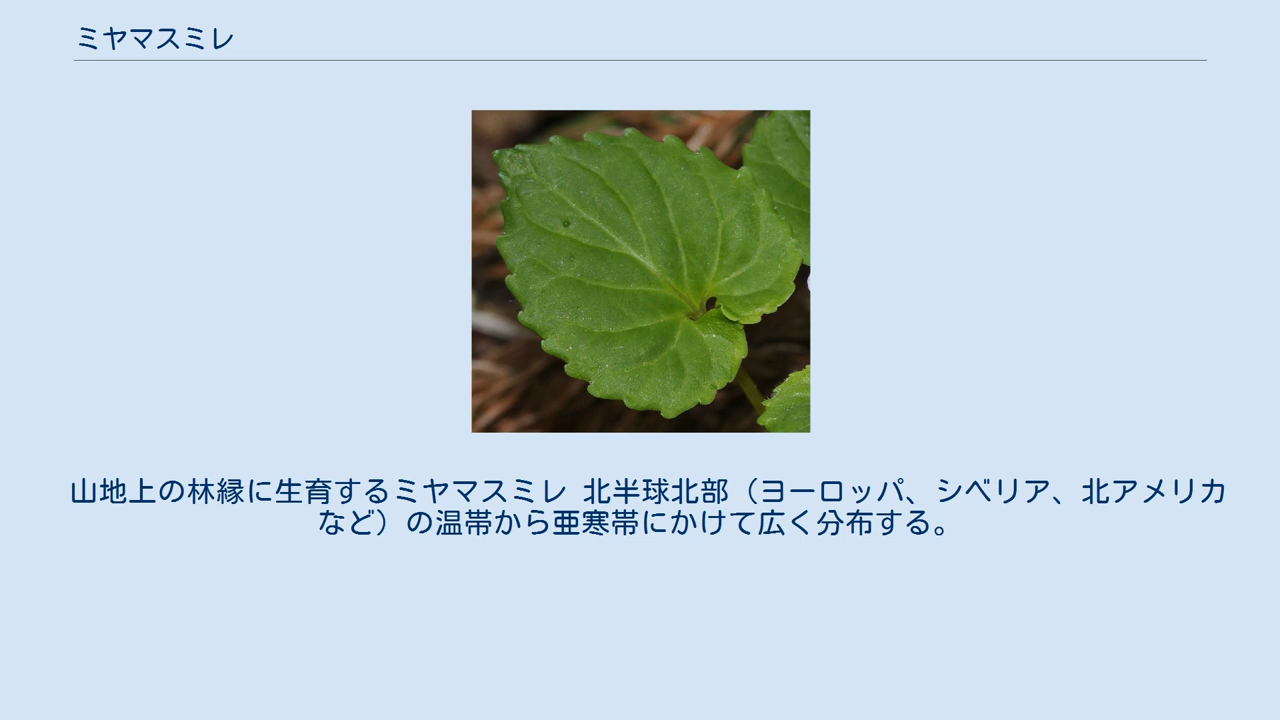 ミヤマスミレ
山地上の林縁に生育するミヤマスミレ 北半球北部（ヨーロッパ、シベリア、北アメリカ
など）の温帯から亜寒帯にかけて広く分布する。